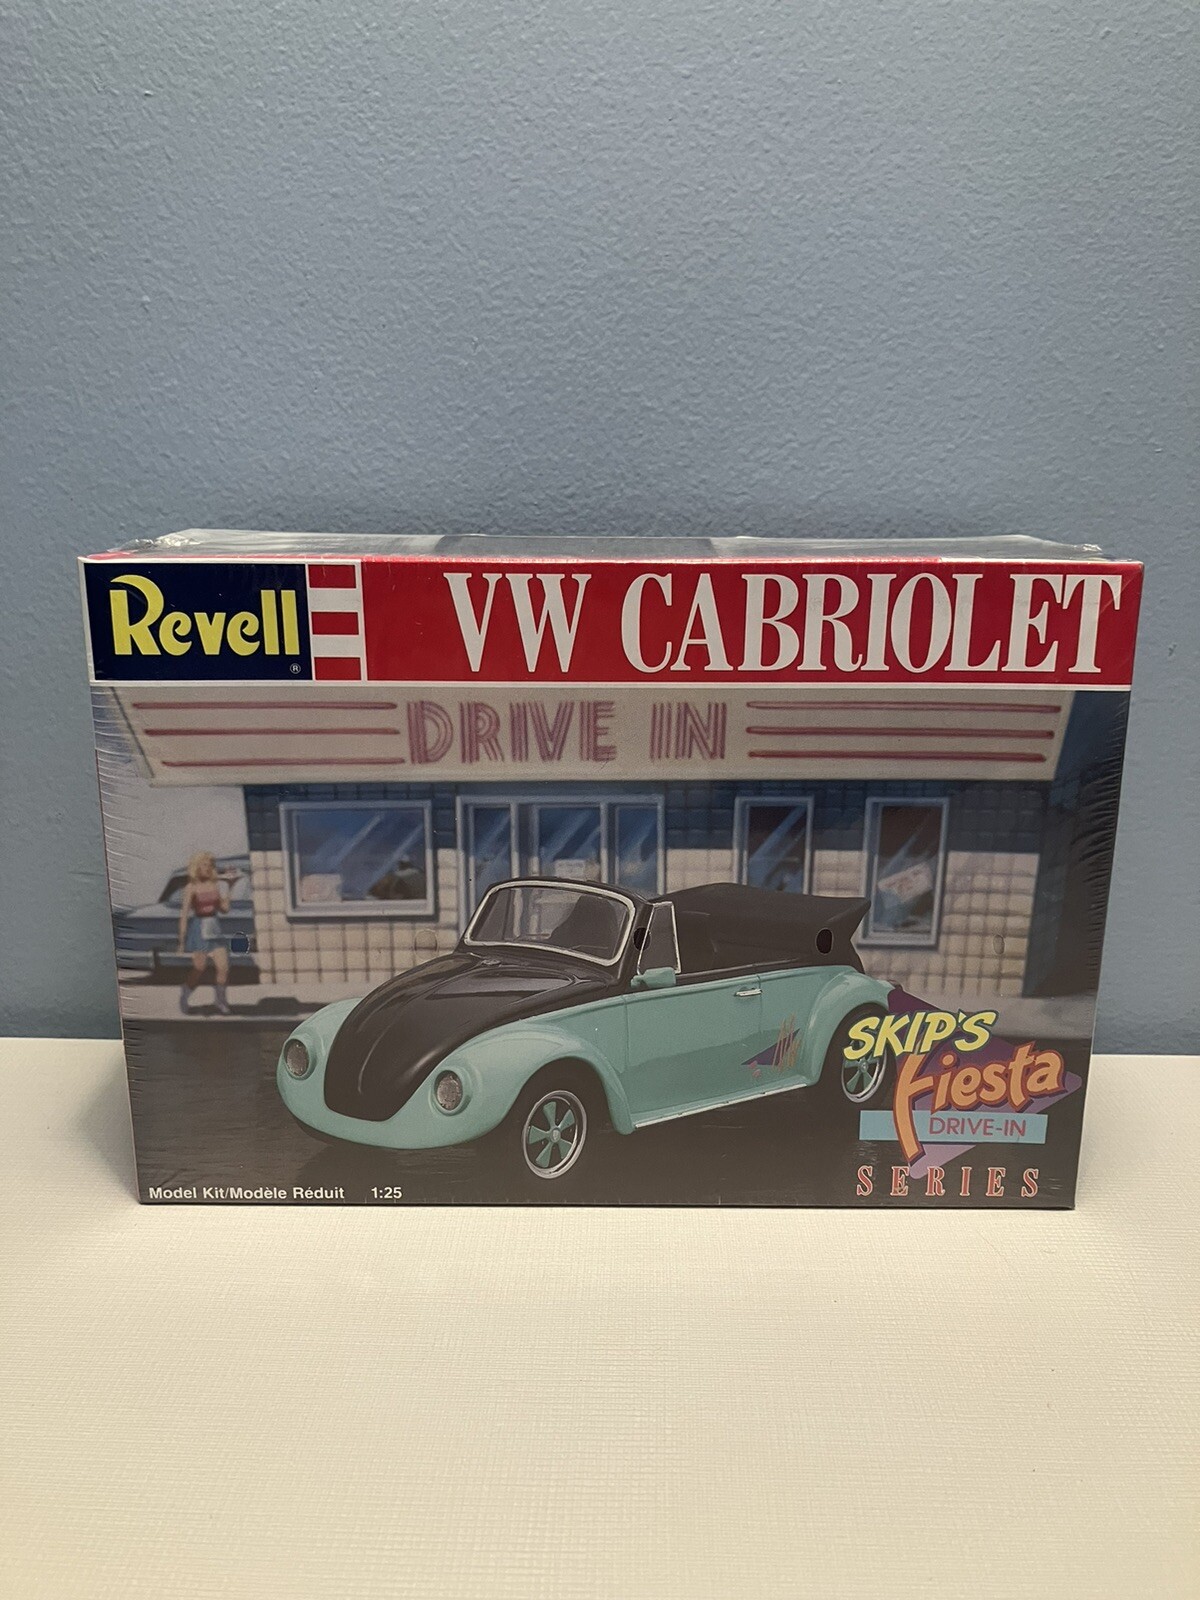 Revell
®
VW CABRIOLET
DRIVE IN
SKIP'S
Fiesta
DRIVE-IN
SERIES
Model Kit/Modèle Réduit 1:25